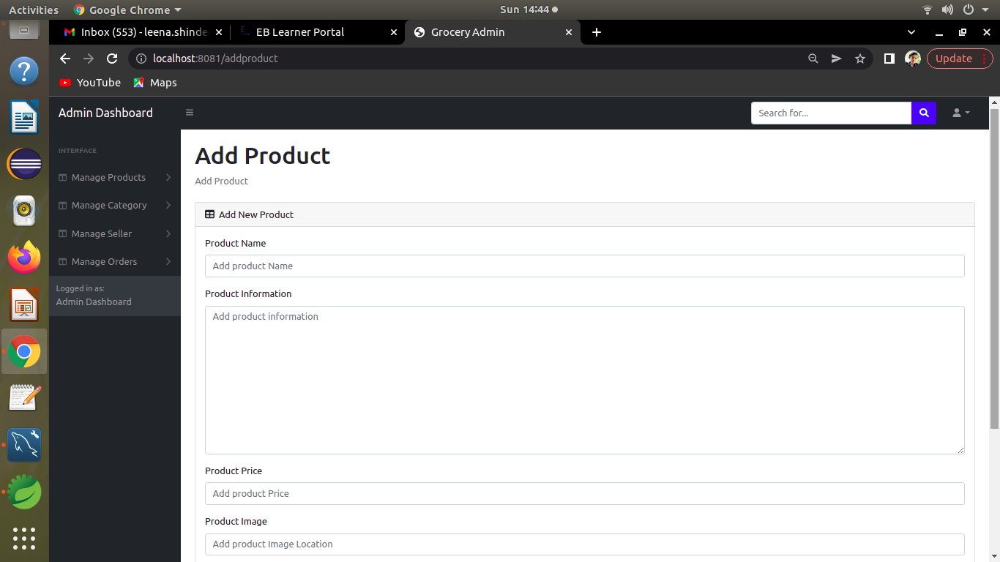 Activities Google Chrome Sun 14:44
Inbox (553) - leena.shinde EB Learner Portal Grocery Admin
localhost:8081/addproduct Update
YouTube Maps
Admin Dashboard Search for...
INTERFACE
Manage Products
Manage Category
Manage Seller
Manage Orders
Logged in as:
Admin Dashboard
Add Product
Add Product
Add New Product
Product Name
Add product Name
Product Information
Add product information
Product Price
Add product Price
Product Image
Add product Image Location